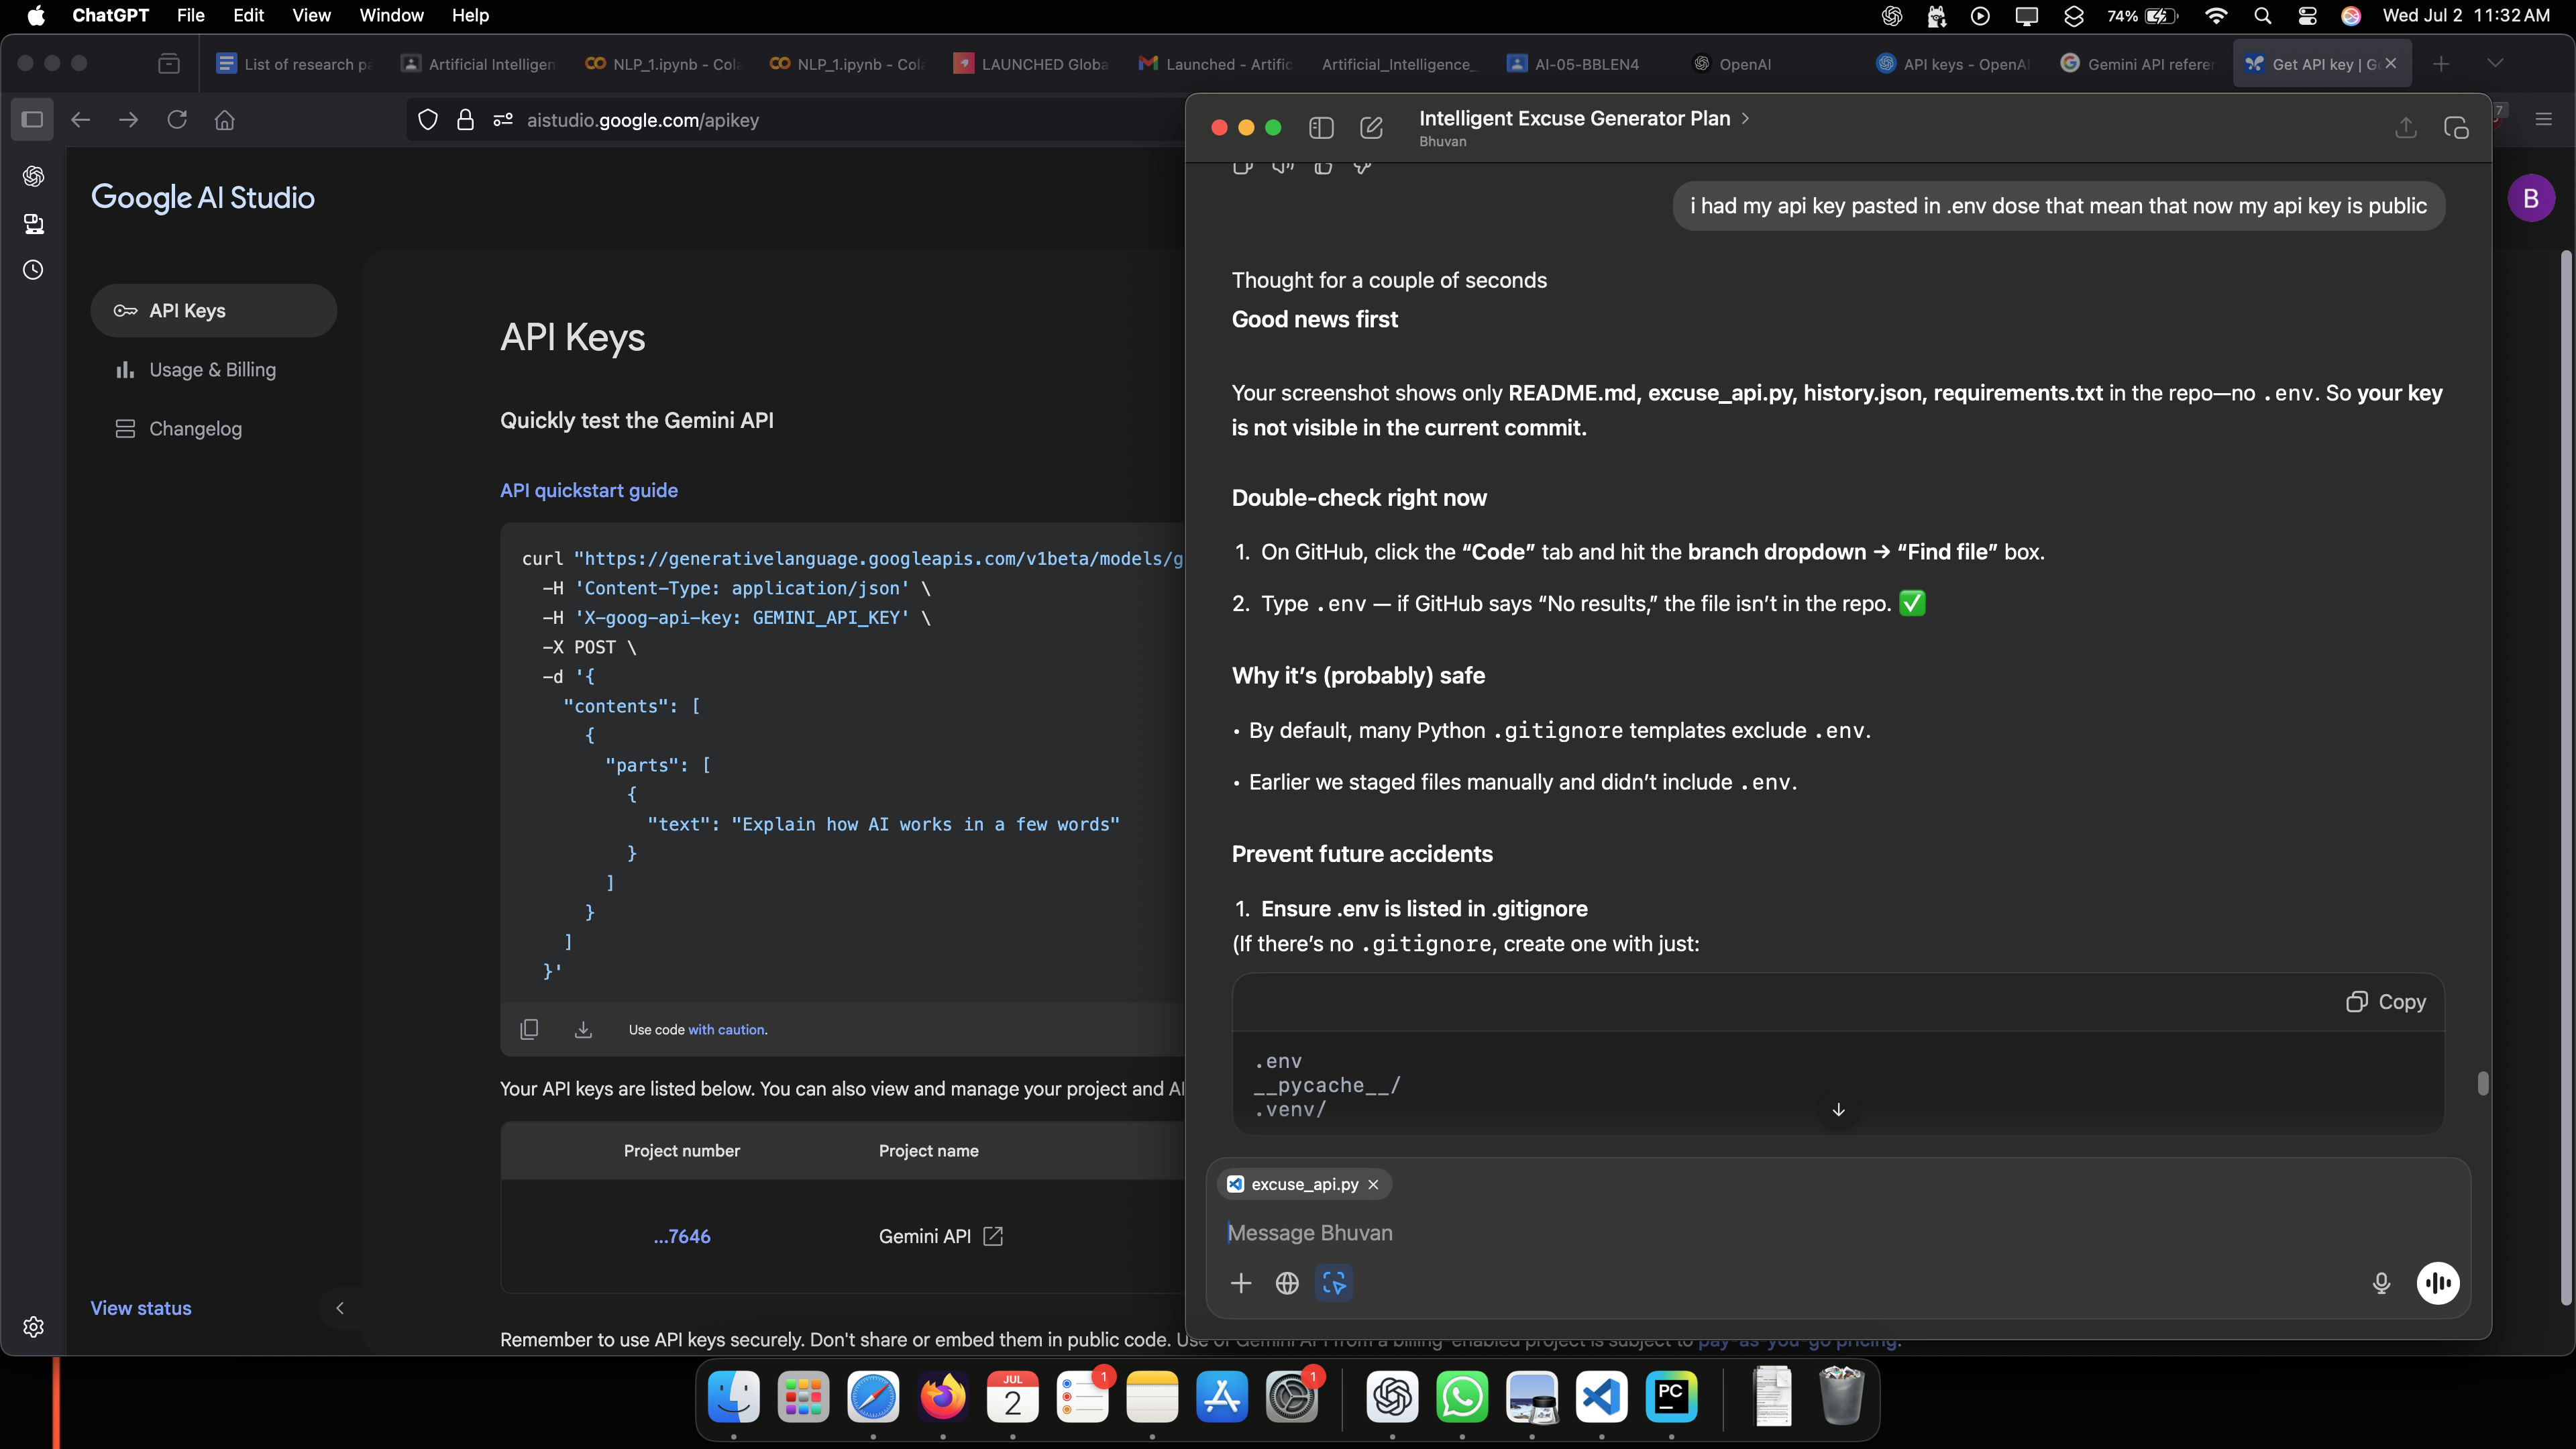 ChatGPT File Edit View Window Help
74% Wed Jul 2 11:32 AM
List of research pa
Artificial Intelligen
NLP_1.ipynb - Cola
NLP_1.ipynb - Cola
LAUNCHED Globa
Launched - Artific
Artificial_Intelligence_
AI-05-BBLEN4
OpenAI
API keys - OpenAI
Gemini API referen
Get API key | G
aistudio.google.com/apikey
7
Google AI Studio
B
API Keys
Usage & Billing
Changelog
View status
API Keys
Quickly test the Gemini API
API quickstart guide
curl "https://generativelanguage.googleapis.com/v1beta/models/g
-H 'Content-Type: application/json' \
-H 'X-goog-api-key: GEMINI_API_KEY' \
-X POST \
-d '{
"contents": [
{
"parts": [
{
"text": "Explain how AI works in a few words"
}
]
}
]
}'
Use code with caution.
Your API keys are listed below. You can also view and manage your project and AI
Project number Project name
...7646 Gemini API
Remember to use API keys securely. Don't share or embed them in public code. Use of Gemini API from a billing-enabled project is subject to pay-as-you-go pricing.
Intelligent Excuse Generator Plan
Bhuvan
i had my api key pasted in .env dose that mean that now my api key is public
Thought for a couple of seconds
Good news first
Your screenshot shows only README.md, excuse_api.py, history.json, requirements.txt in the repo—no .env. So your key
is not visible in the current commit.
Double-check right now
1. On GitHub, click the “Code” tab and hit the branch dropdown → “Find file” box.
2. Type .env — if GitHub says “No results,” the file isn’t in the repo. ✅
Why it’s (probably) safe
• By default, many Python .gitignore templates exclude .env.
• Earlier we staged files manually and didn’t include .env.
Prevent future accidents
1. Ensure .env is listed in .gitignore
(If there’s no .gitignore, create one with just:
Copy
.env
__pycache__/
.venv/
excuse_api.py
Message Bhuvan
JUL
2
1
1
PC